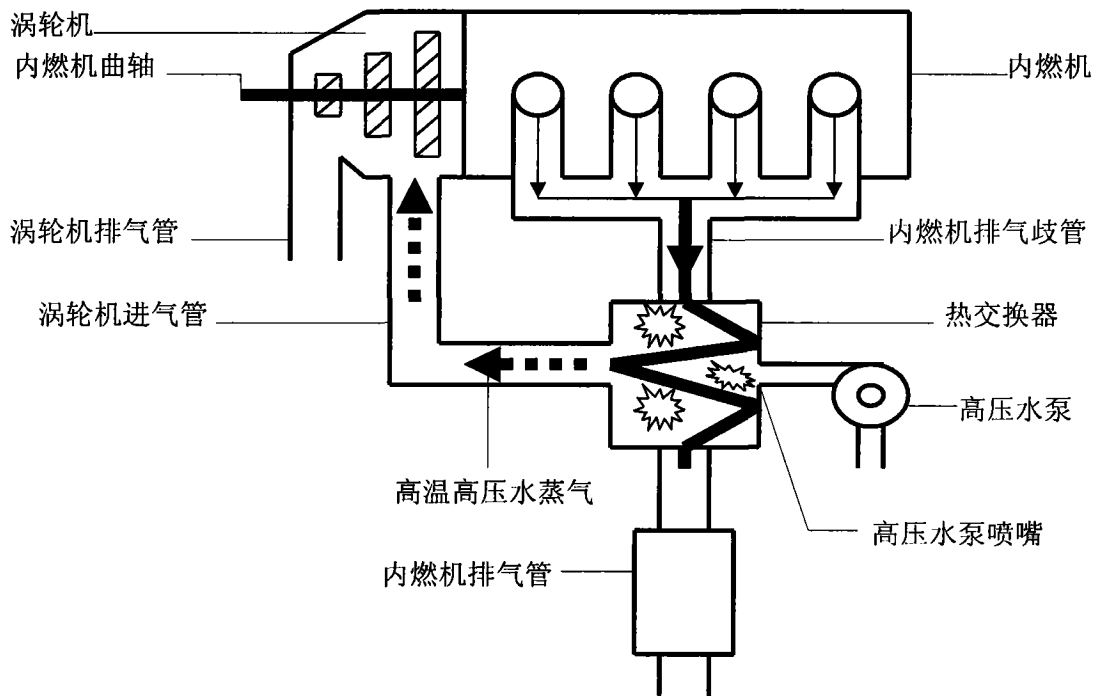 涡轮机
内燃机曲轴
内燃机
涡轮机排气管
内燃机排气歧管
涡轮机进气管
热交换器
高压水泵
高温高压水蒸气
高压水泵喷嘴
内燃机排气管